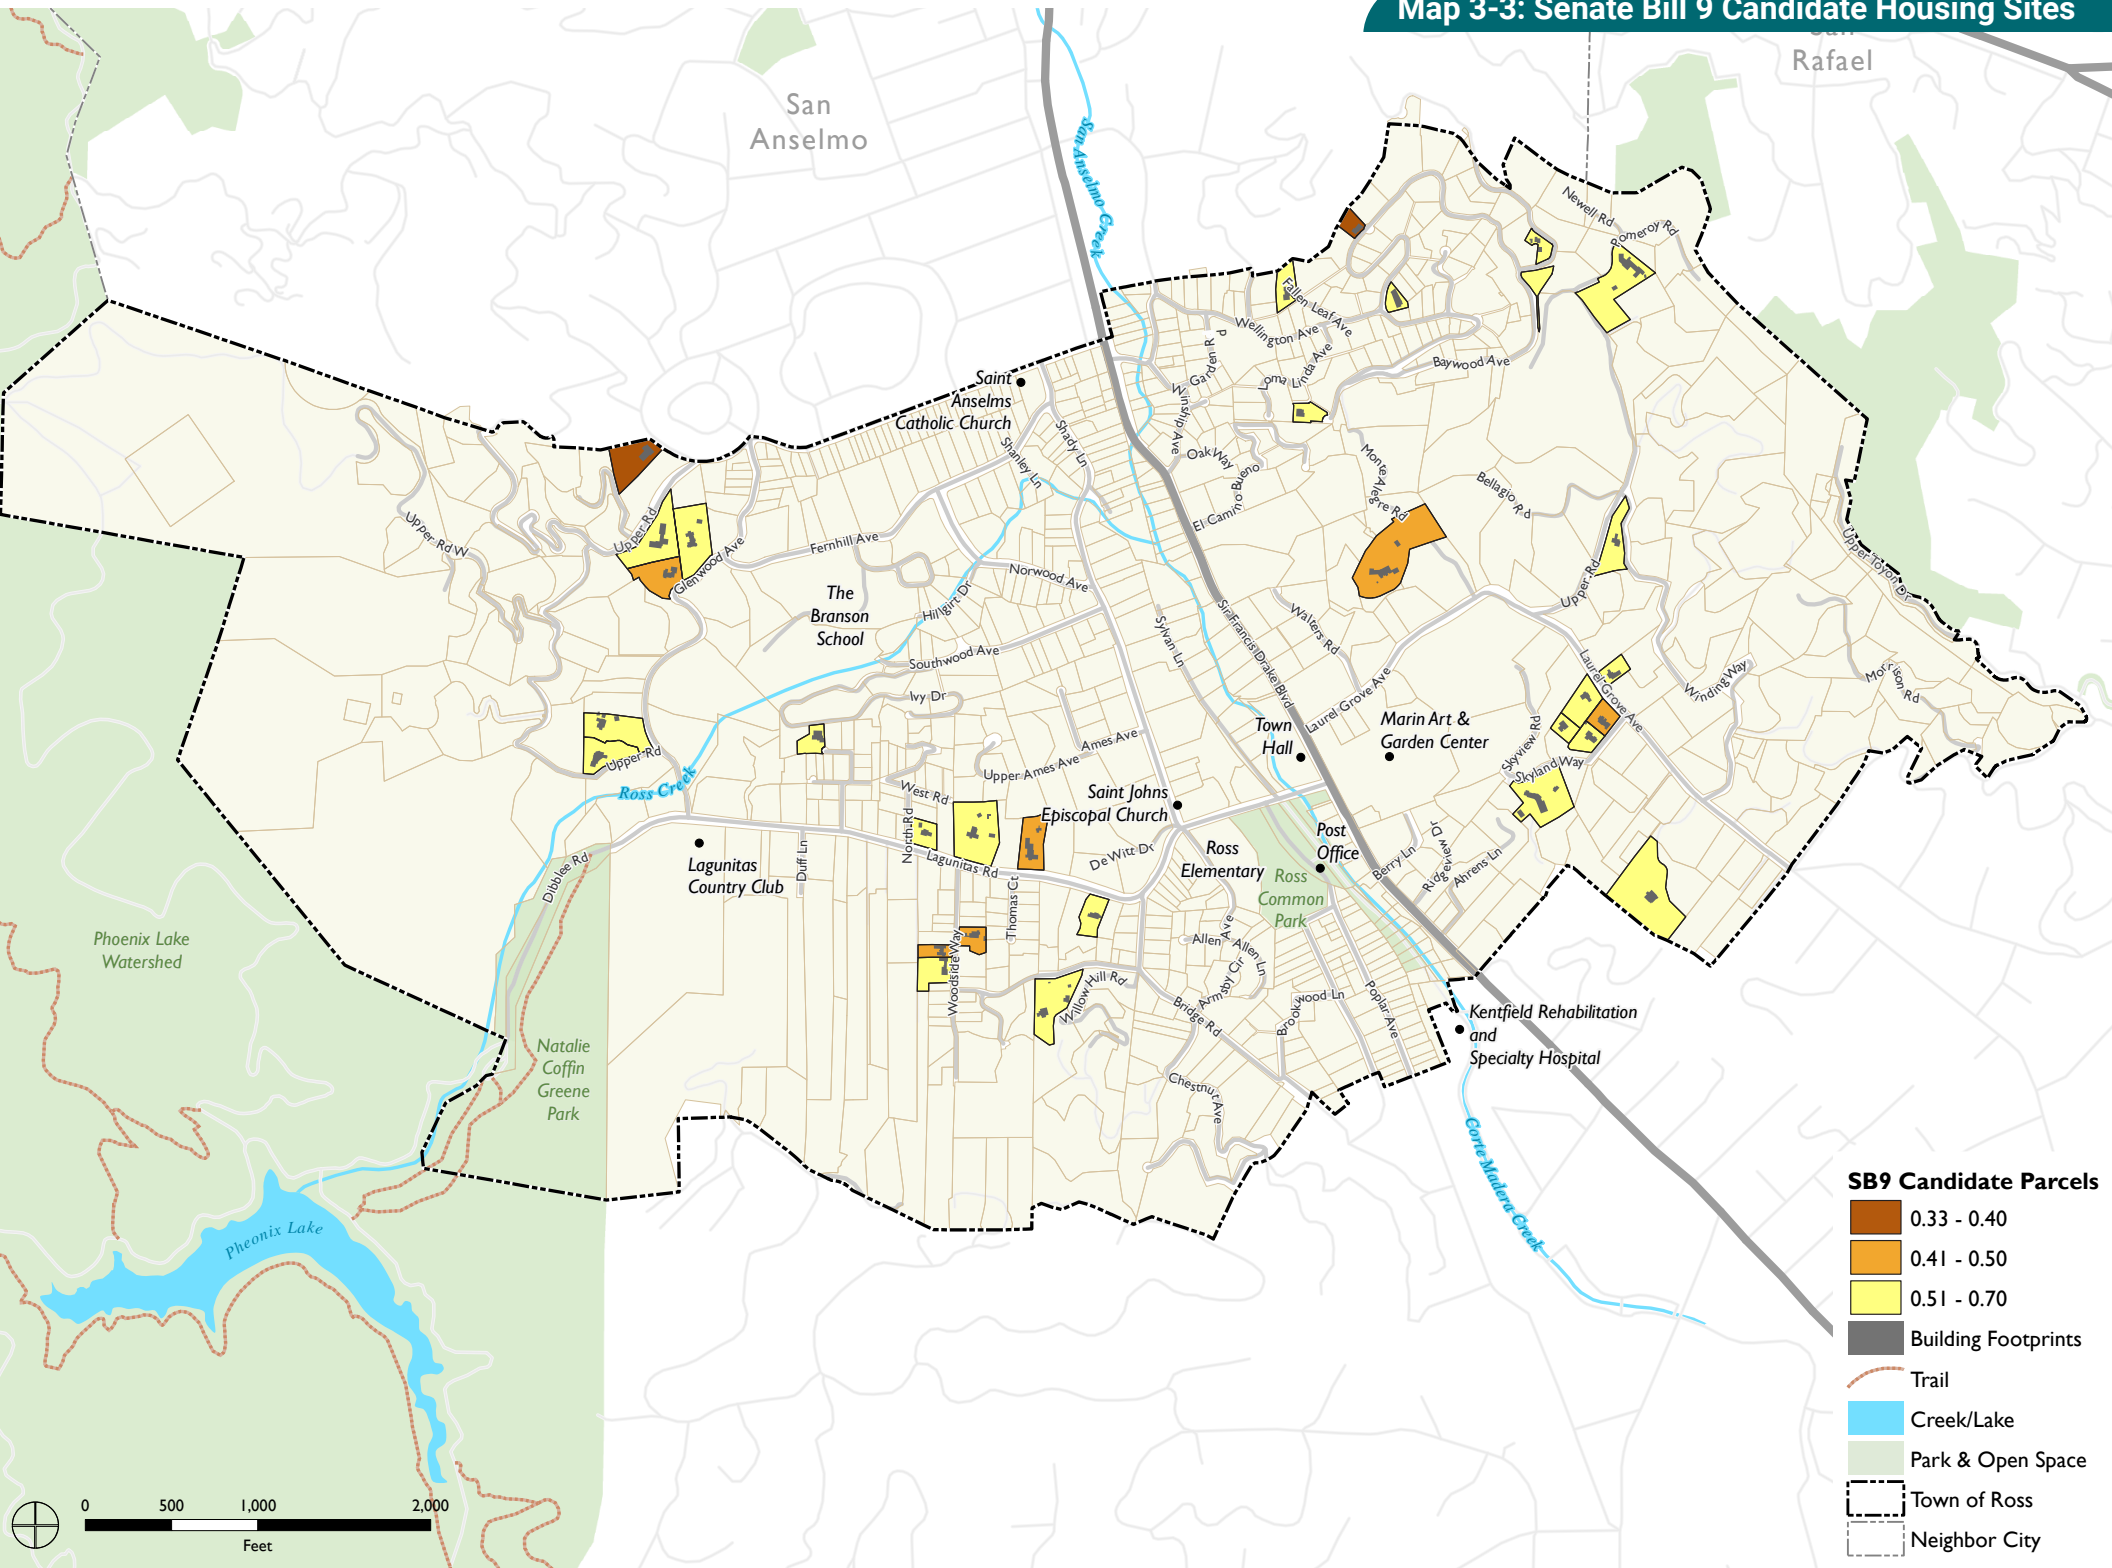 Map 3-3: Senate Bill 9 Candidate Housing Sites
San
Rafael
San
Anselmo
San Anselmo Creek
Newell Rd
Pomeroy Rd
Fallen Leaf Ave
Wellington Ave
Garden Rd
Loma Linda Ave
Baywood Ave
Winship Ave
Saint
Anselms
Catholic Church
Shady Ln
Shanley Ln
Oak Way
El Camino Bueno
Monte Alegre Rd
Bellagio Rd
Upper Rd W
Upper Rd
Glenwood Ave
Fernhill Ave
Norwood Ave
Hillgirt Dr
The
Branson
School
Southwood Ave
Ivy Dr
Sylvan Ln
Sir Francis Drake Blvd
Walters Rd
Laurel Grove Ave
Upper Rd
Upper Toyon Dr
Laurel Grove Ave
Winding Way
Morrison Rd
Skyview Rd
Skyland Way
Town
Hall
Marin Art &
Garden Center
Upper Rd
Ross Creek
Ames Ave
Upper Ames Ave
West Rd
North Rd
Saint Johns
Episcopal Church
Lagunitas
Country Club
Duff Ln
Lagunitas Rd
Thomas Ct
De Witt Dr
Ross
Elementary
Post
Office
Ross
Common
Park
Berry Ln
Ridgeview Dr
Ahrens Ln
Dibblee Rd
Woodside Way
Willow Hill Rd
Allen Ave
Allen Ln
Armsby Cir
Bridge Rd
Brookwood Ln
Poplar Ave
Chestnut Ave
Phoenix Lake
Watershed
Natalie
Coffin
Greene
Park
Kentfield Rehabilitation
and
Specialty Hospital
Corte Madera Creek
Pheonix Lake
0 500 1,000 2,000
Feet
SB9 Candidate Parcels
0.33 - 0.40
0.41 - 0.50
0.51 - 0.70
Building Footprints
Trail
Creek/Lake
Park & Open Space
Town of Ross
Neighbor City